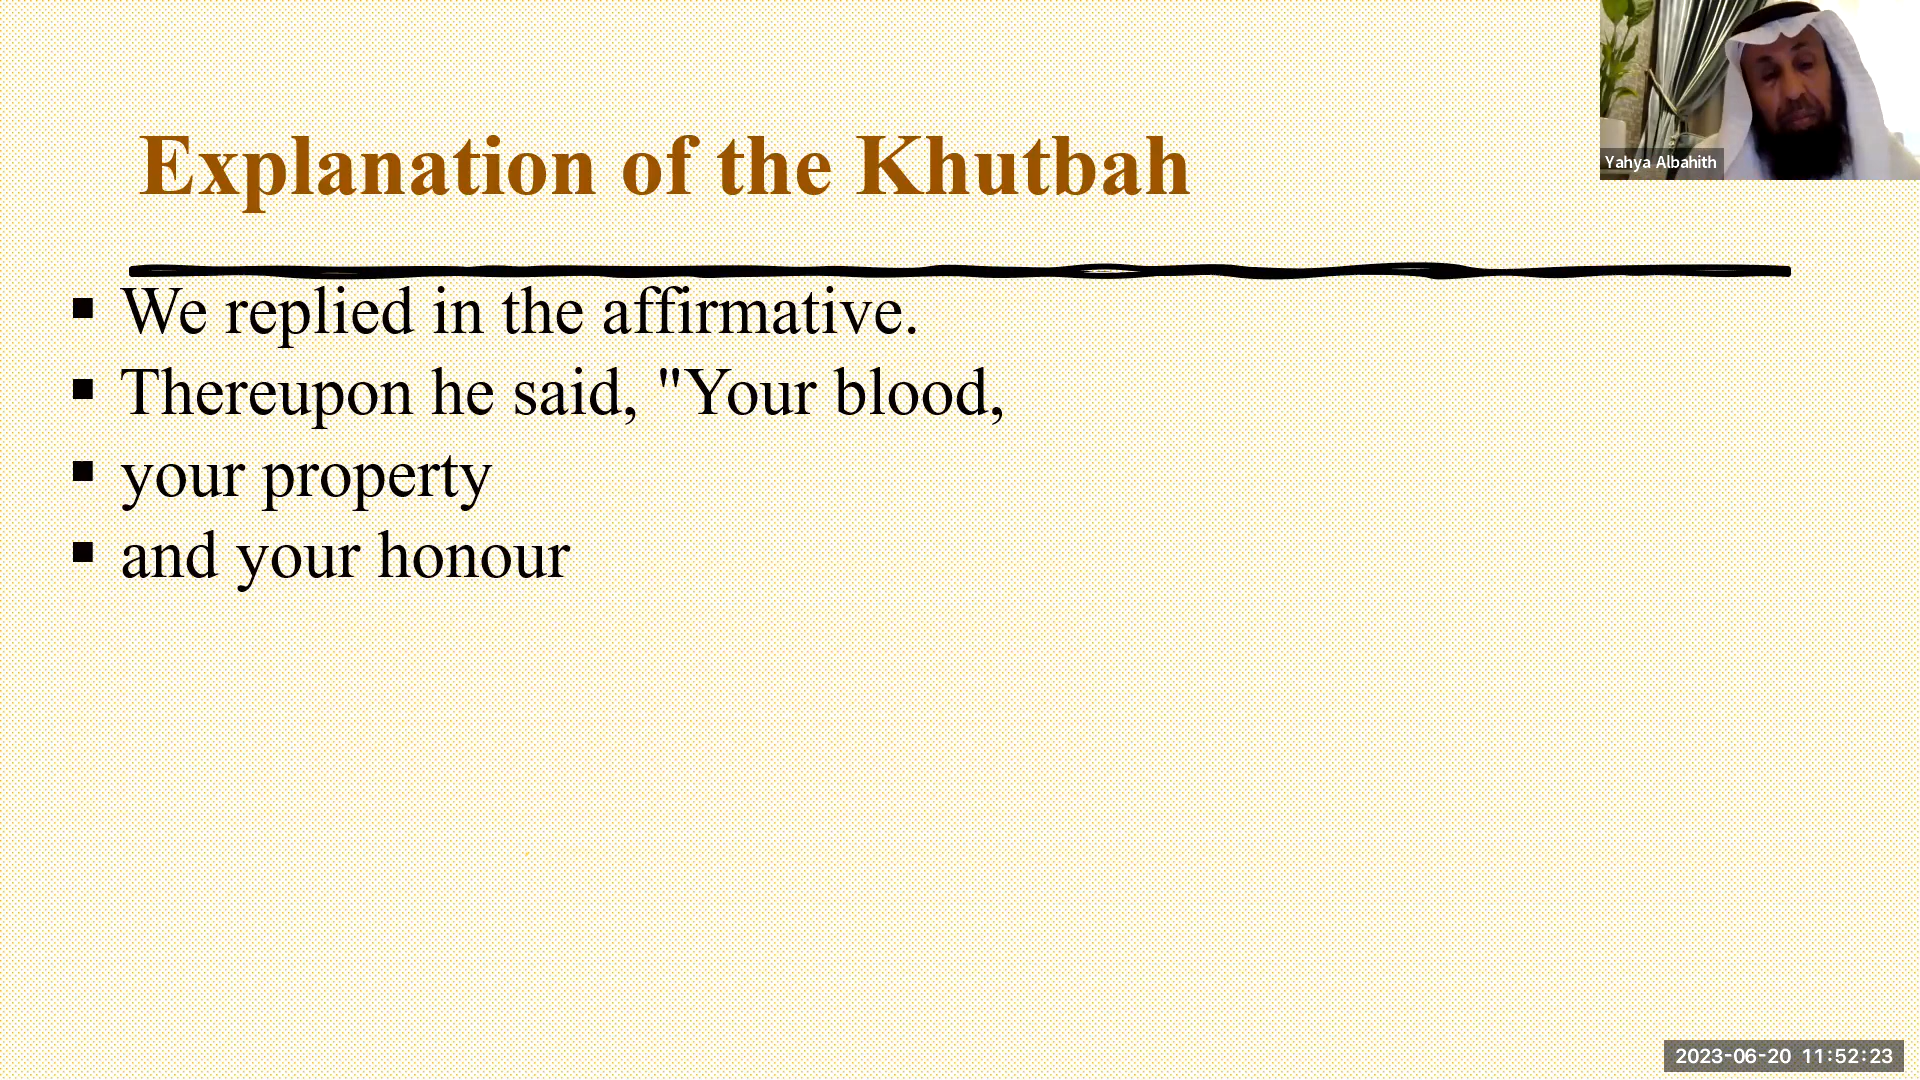 Explanation of the Khutbah
▪ We replied in the affirmative.
▪ Thereupon he said, "Your blood,
▪ your property
▪ and your honour
Yahya Albahith
2023-06-20 11:52:23